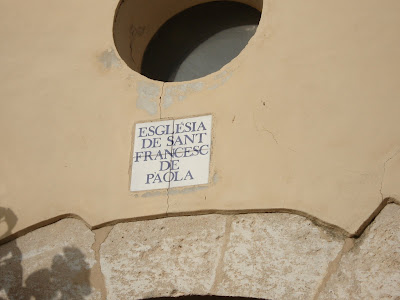 ESGLÉSIA
DE SANT
FRANCESC
DE
PAOLA